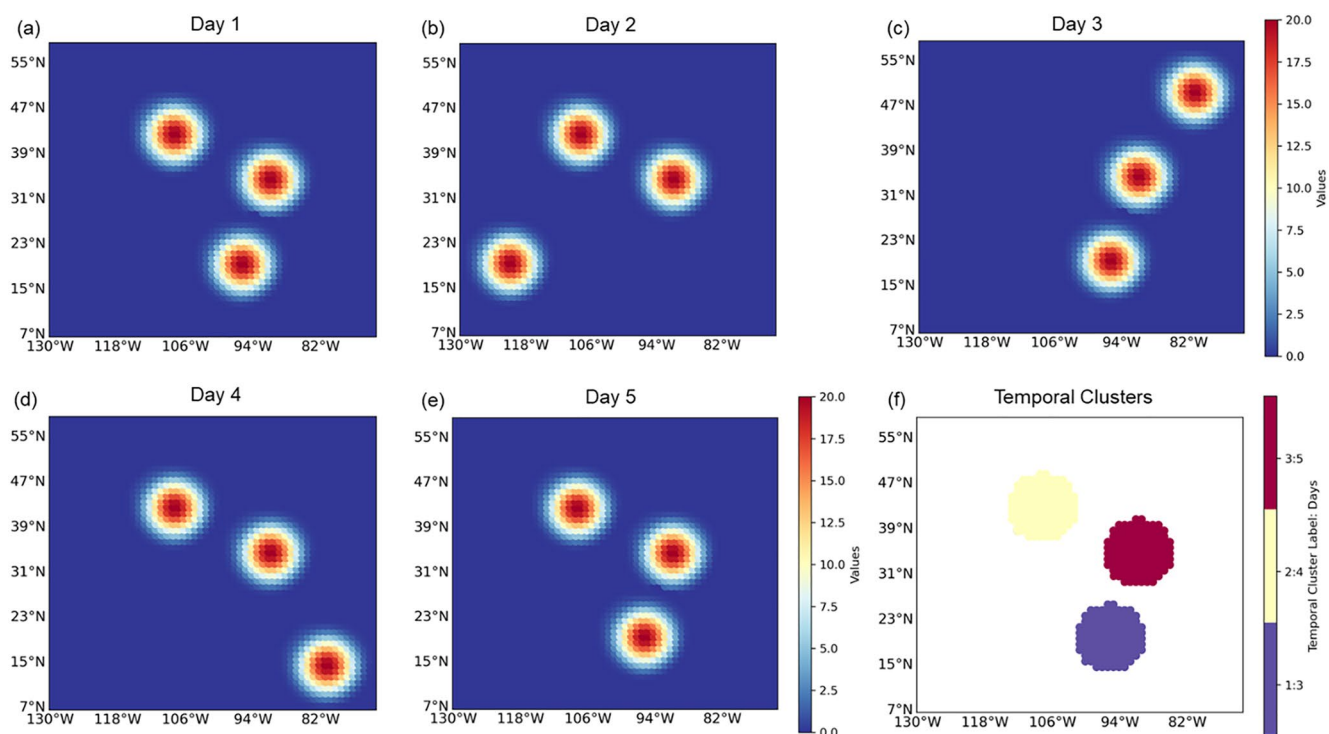 (a) Day 1
55°N
47°N
39°N
31°N
23°N
15°N
7°N
130°W 118°W 106°W 94°W 82°W
(b) Day 2
55°N
47°N
39°N
31°N
23°N
15°N
7°N
130°W 118°W 106°W 94°W 82°W
(c) Day 3
55°N
47°N
39°N
31°N
23°N
15°N
7°N
130°W 118°W 106°W 94°W 82°W
20.0
17.5
15.0
12.5
10.0
7.5
5.0
2.5
0.0
Values
(d) Day 4
55°N
47°N
39°N
31°N
23°N
15°N
7°N
130°W 118°W 106°W 94°W 82°W
(e) Day 5
55°N
47°N
39°N
31°N
23°N
15°N
7°N
130°W 118°W 106°W 94°W 82°W
20.0
17.5
15.0
12.5
10.0
7.5
5.0
2.5
0.0
Values
(f) Temporal Clusters
55°N
47°N
39°N
31°N
23°N
15°N
7°N
130°W 118°W 106°W 94°W 82°W
3:5
2:4
1:3
Temporal Cluster Label: Days